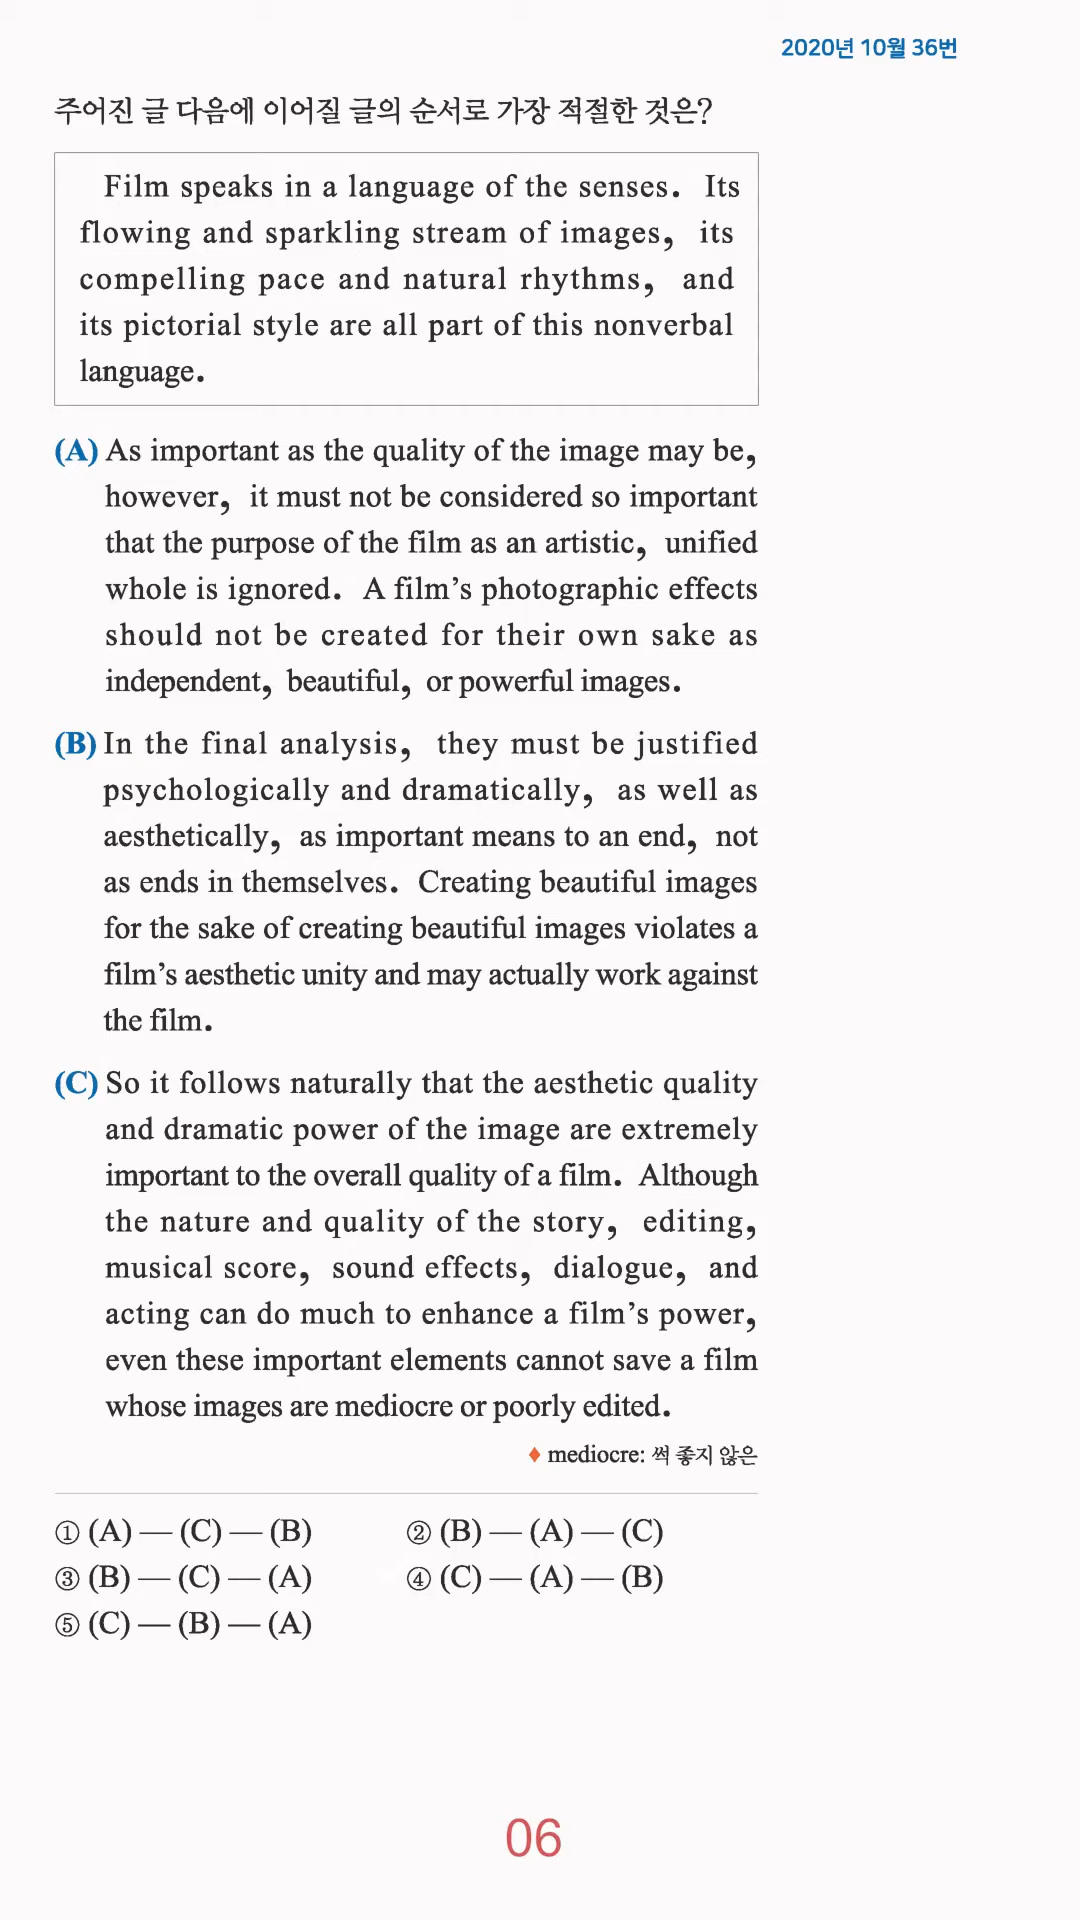 2020년 10월 36번
주어진 글 다음에 이어질 글의 순서로 가장 적절한 것은?
Film speaks in a language of the senses. Its
flowing and sparkling stream of images, its
compelling pace and natural rhythms, and
its pictorial style are all part of this nonverbal
language.
(A) As important as the quality of the image may be,
however, it must not be considered so important
that the purpose of the film as an artistic, unified
whole is ignored. A film's photographic effects
should not be created for their own sake as
independent, beautiful, or powerful images.
(B) In the final analysis, they must be justified
psychologically and dramatically, as well as
aesthetically, as important means to an end, not
as ends in themselves. Creating beautiful images
for the sake of creating beautiful images violates a
film's aesthetic unity and may actually work against
the film.
(C) So it follows naturally that the aesthetic quality
and dramatic power of the image are extremely
important to the overall quality of a film. Although
the nature and quality of the story, editing,
musical score, sound effects, dialogue, and
acting can do much to enhance a film's power,
even these important elements cannot save a film
whose images are mediocre or poorly edited.
♦ mediocre: 썩 좋지 않은
① (A) — (C) — (B) ② (B) — (A) — (C)
③ (B) — (C) — (A) ④ (C) — (A) — (B)
⑤ (C) — (B) — (A)
06